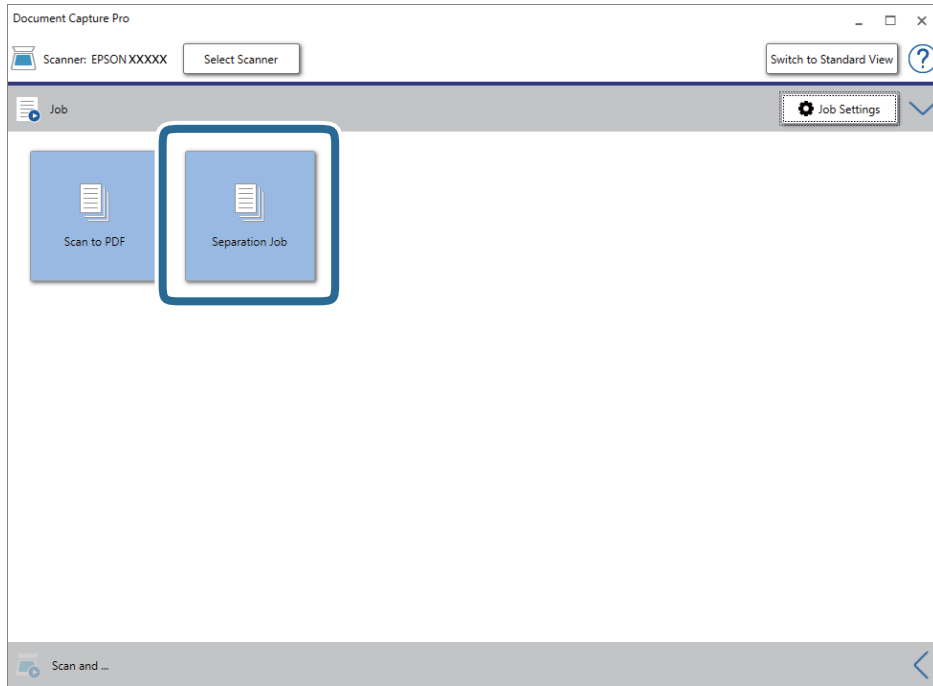 Document Capture Pro
Scanner: EPSON XXXXX
Select Scanner
Switch to Standard View
?
Job
Job Settings
Scan to PDF
Separation Job
Scan and ...